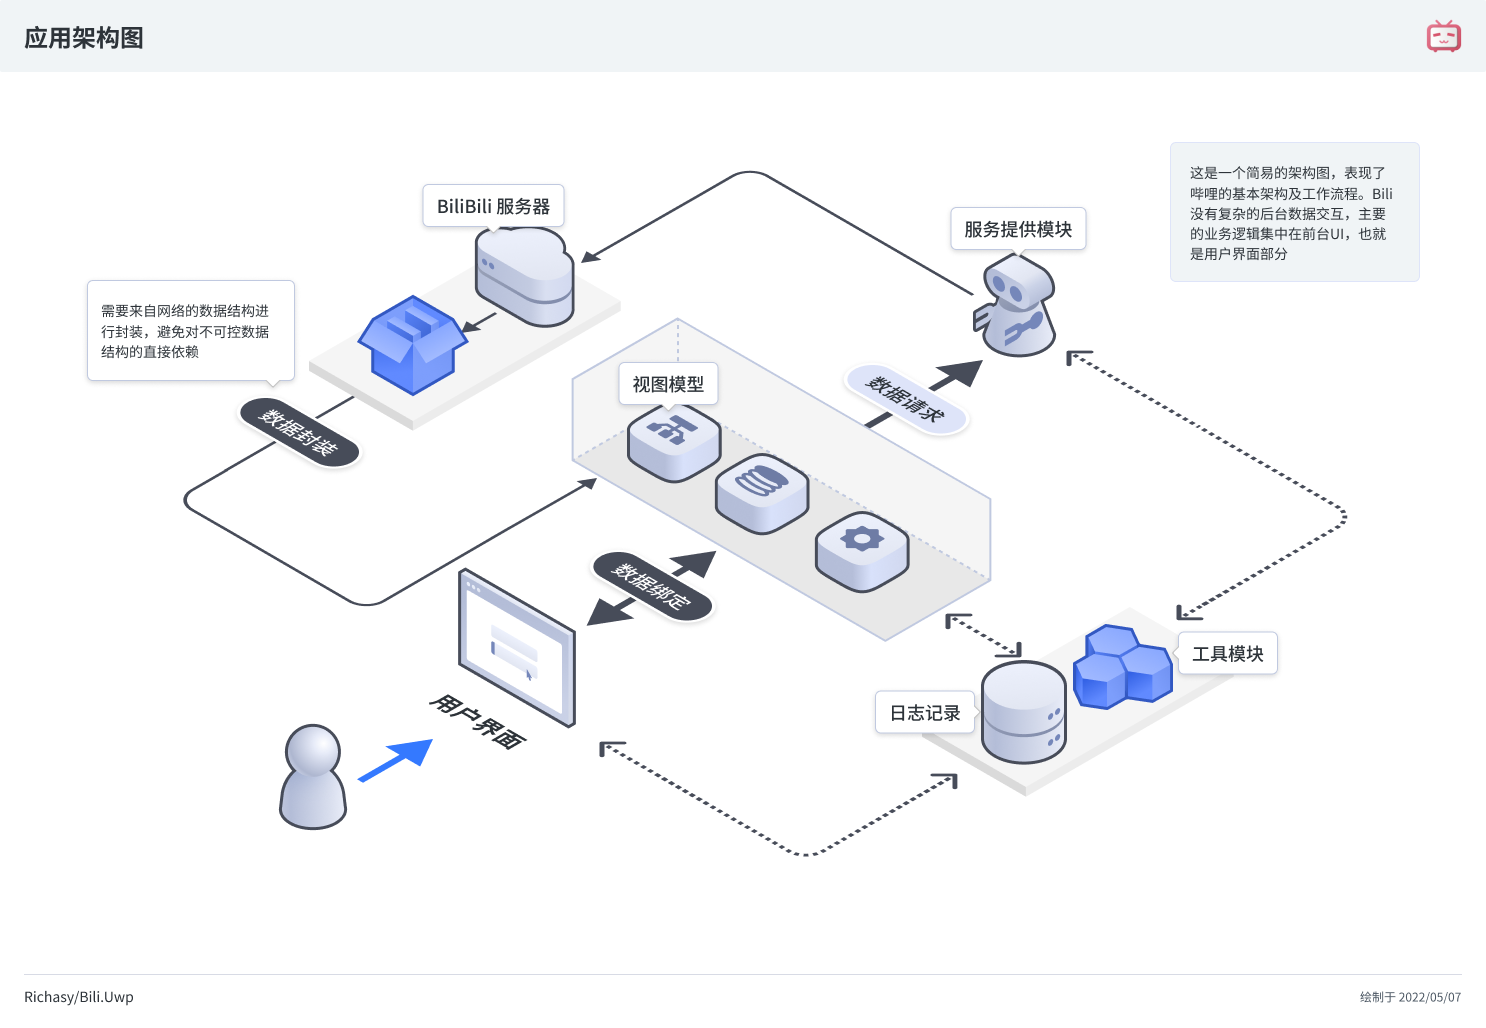 应用架构图
这是一个简易的架构图，表现了
哔哩的基本架构及工作流程。Bili
没有复杂的后台数据交互，主要
的业务逻辑集中在前台UI，也就
是用户界面部分
BiliBili 服务器
服务提供模块
需要来自网络的数据结构进
行封装，避免对不可控数据
结构的直接依赖
视图模型
数据请求
数据封装
数据绑定
工具模块
日志记录
用户界面
Richasy/Bili.Uwp
绘制于 2022/05/07